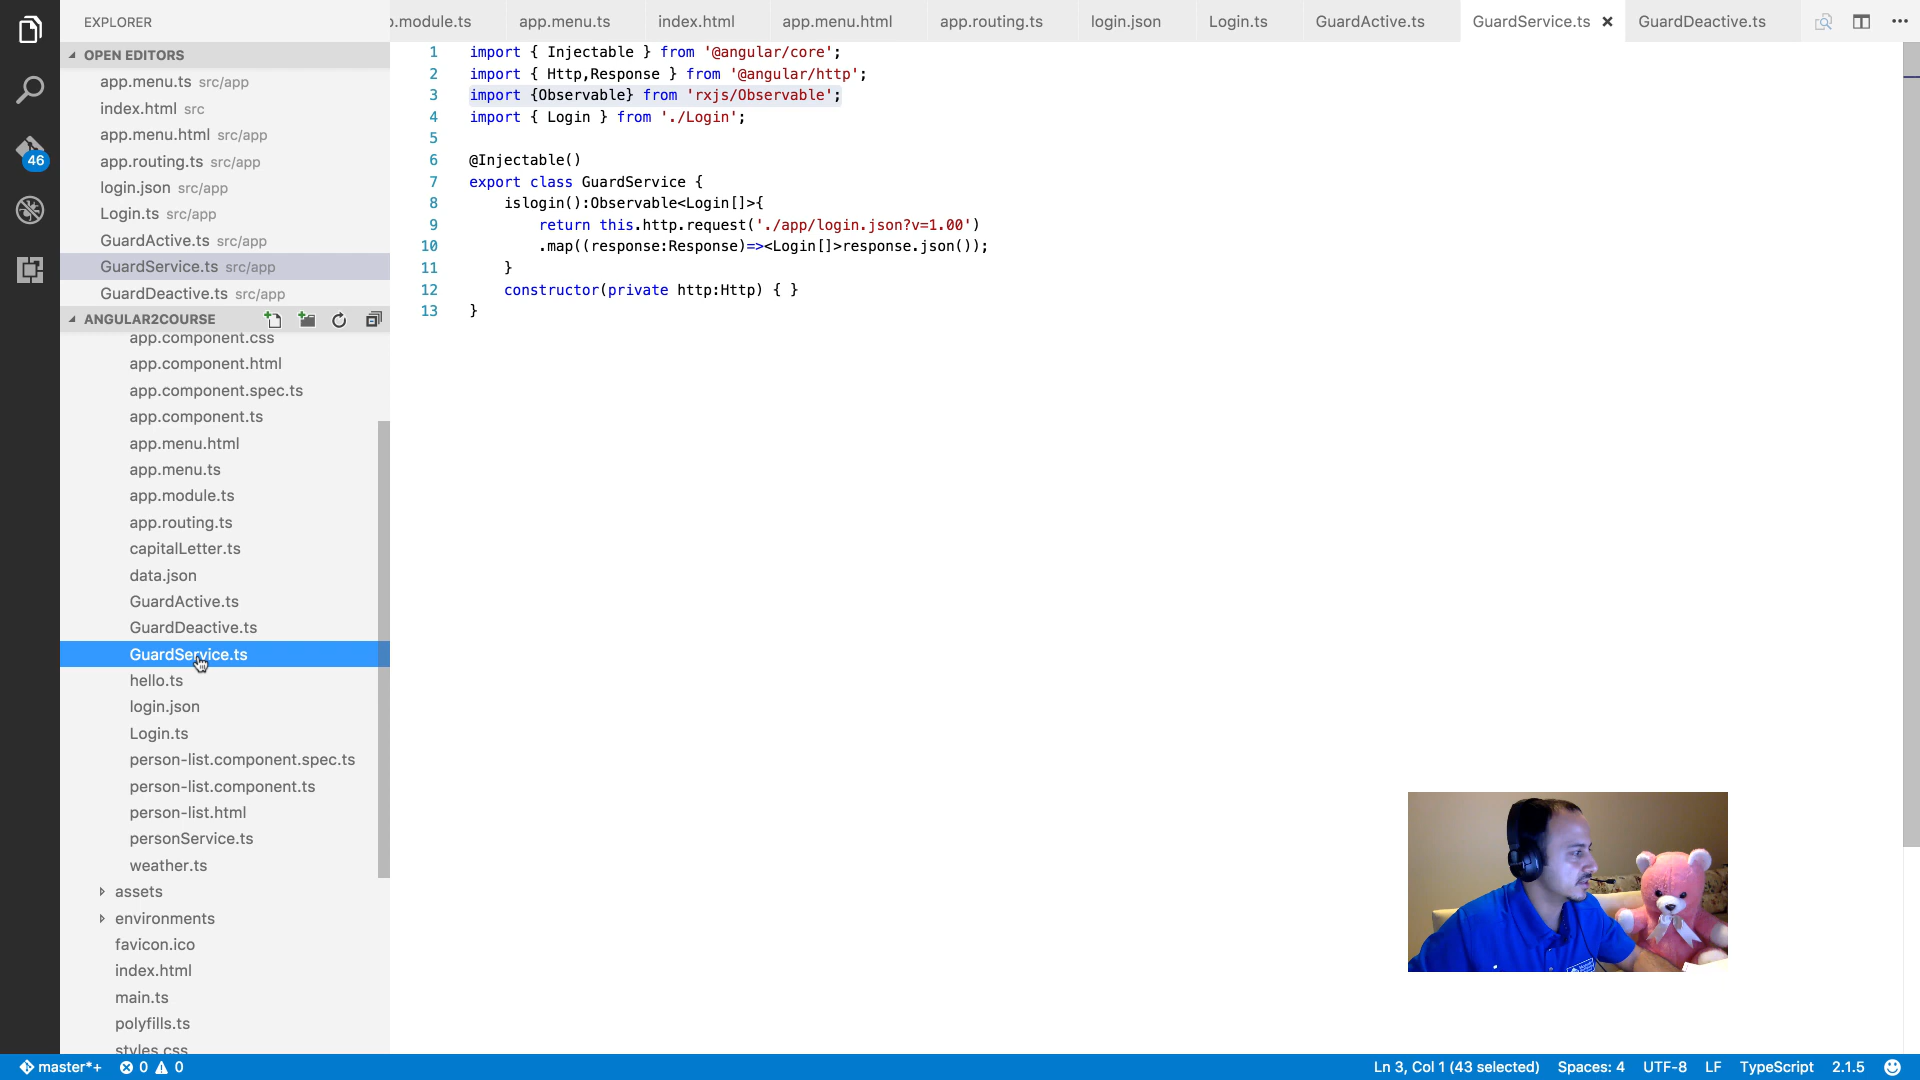 EXPLORER
.module.ts
app.menu.ts
index.html
app.menu.html
app.routing.ts
login.json
Login.ts
GuardActive.ts
GuardService.ts
GuardDeactive.ts
OPEN EDITORS
app.menu.ts src/app
index.html src
app.menu.html src/app
app.routing.ts src/app
login.json src/app
Login.ts src/app
GuardActive.ts src/app
GuardService.ts src/app
GuardDeactive.ts src/app
46
ANGULAR2COURSE
app.component.css
app.component.html
app.component.spec.ts
app.component.ts
app.menu.html
app.menu.ts
app.module.ts
app.routing.ts
capitalLetter.ts
data.json
GuardActive.ts
GuardDeactive.ts
GuardService.ts
hello.ts
login.json
Login.ts
person-list.component.spec.ts
person-list.component.ts
person-list.html
personService.ts
weather.ts
assets
environments
favicon.ico
index.html
main.ts
polyfills.ts
styles.css
1 import { Injectable } from '@angular/core';
2 import { Http,Response } from '@angular/http';
3 import {Observable} from 'rxjs/Observable';
4 import { Login } from './Login';
5
6 @Injectable()
7 export class GuardService {
8 islogin():Observable<Login[]>{
9 return this.http.request('./app/login.json?v=1.00')
10 .map((response:Response)=><Login[]>response.json());
11 }
12 constructor(private http:Http) { }
13 }
master*+ 0 0
Ln 3, Col 1 (43 selected) Spaces: 4 UTF-8 LF TypeScript 2.1.5